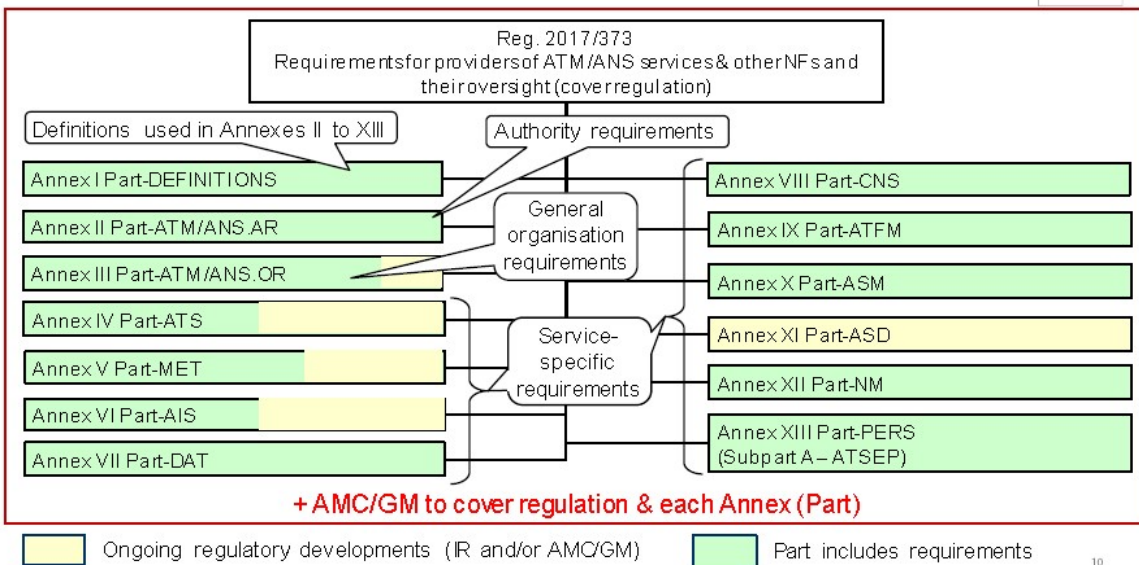 Reg. 2017/373
Requirements for providers of ATM/ANS services & other NFs and
their oversight (cover regulation)
Definitions used in Annexes II to XIII
Authority requirements
Annex I Part-DEFINITIONS
Annex II Part-ATM/ANS.AR
Annex III Part-ATM/ANS.OR
Annex IV Part-ATS
Annex V Part-MET
Annex VI Part-AIS
Annex VII Part-DAT
General
organisation
requirements
Service-
specific
requirements
Annex VIII Part-CNS
Annex IX Part-ATFM
Annex X Part-ASM
Annex XI Part-ASD
Annex XII Part-NM
Annex XIII Part-PERS
(Subpart A – ATSEP)
+ AMC/GM to cover regulation & each Annex (Part)
Ongoing regulatory developments (IR and/or AMC/GM)
Part includes requirements
10